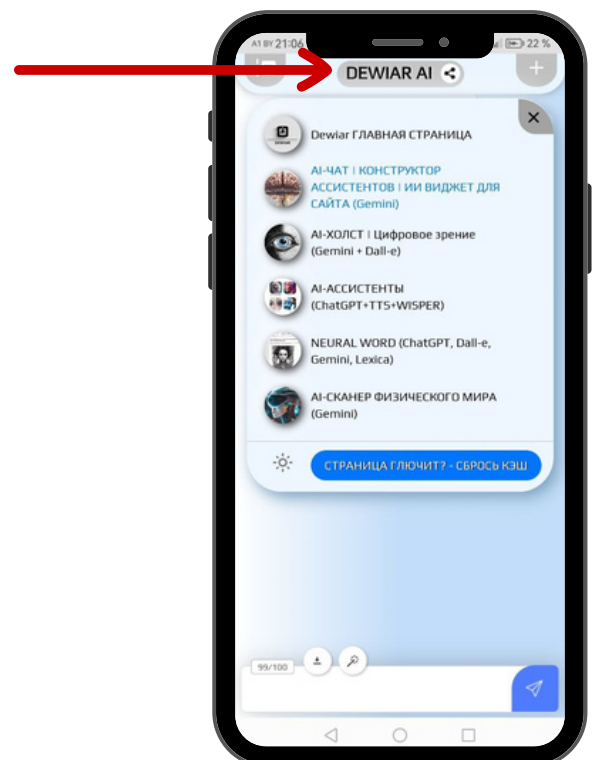 A1 BY 21:06
22 %
DEWIAR AI
Dewiar ГЛАВНАЯ СТРАНИЦА
AI-ЧАТ | КОНСТРУКТОР
АССИСТЕНТОВ | ИИ ВИДЖЕТ ДЛЯ
САЙТА (Gemini)
AI-ХОЛСТ | Цифровое зрение
(Gemini + Dall-e)
AI-АССИСТЕНТЫ
(ChatGPT+TTS+WISPER)
NEURAL WORD (ChatGPT, Dall-e,
Gemini, Lexica)
AI-СКАНЕР ФИЗИЧЕСКОГО МИРА
(Gemini)
СТРАНИЦА ГЛЮЧИТ? - СБРОСЬ КЭШ
99/100